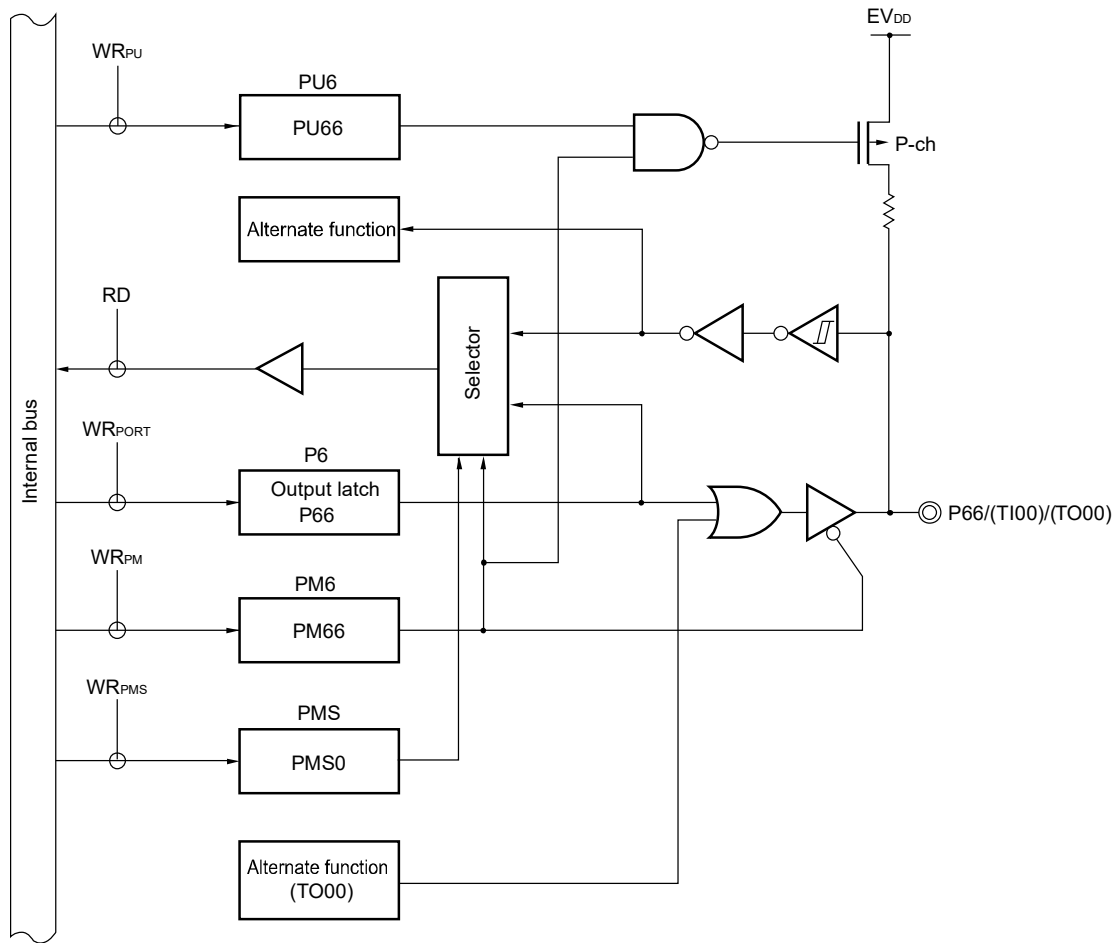 EVDD
WRPU
PU6
PU66
P-ch
Alternate function
RD
Selector
Internal bus
WRPORT
P6
Output latch
P66
P66/(TI00)/(TO00)
WRPM
PM6
PM66
WRPMS
PMS
PMS0
Alternate function
(TO00)